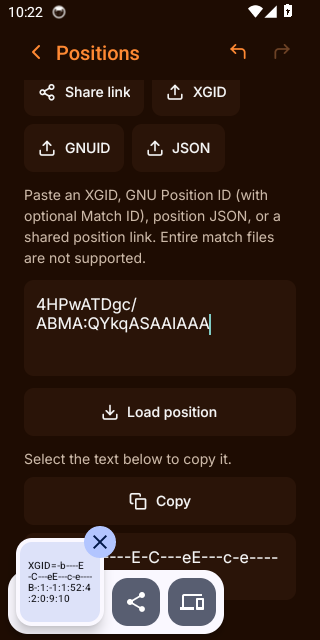 10:22
Positions
Share link
XGID
GNUID
JSON
Paste an XGID, GNU Position ID (with
optional Match ID), position JSON, or a
shared position link. Entire match files
are not supported.
4HPwATDgc/
ABMA:QYkqASAAIAAA
Load position
Select the text below to copy it.
Copy
----E-C---eE---c-e----
XGID=-b----E
-C---eE---c-e----
B-:1:-1:1:52:4
:2:0:9:10